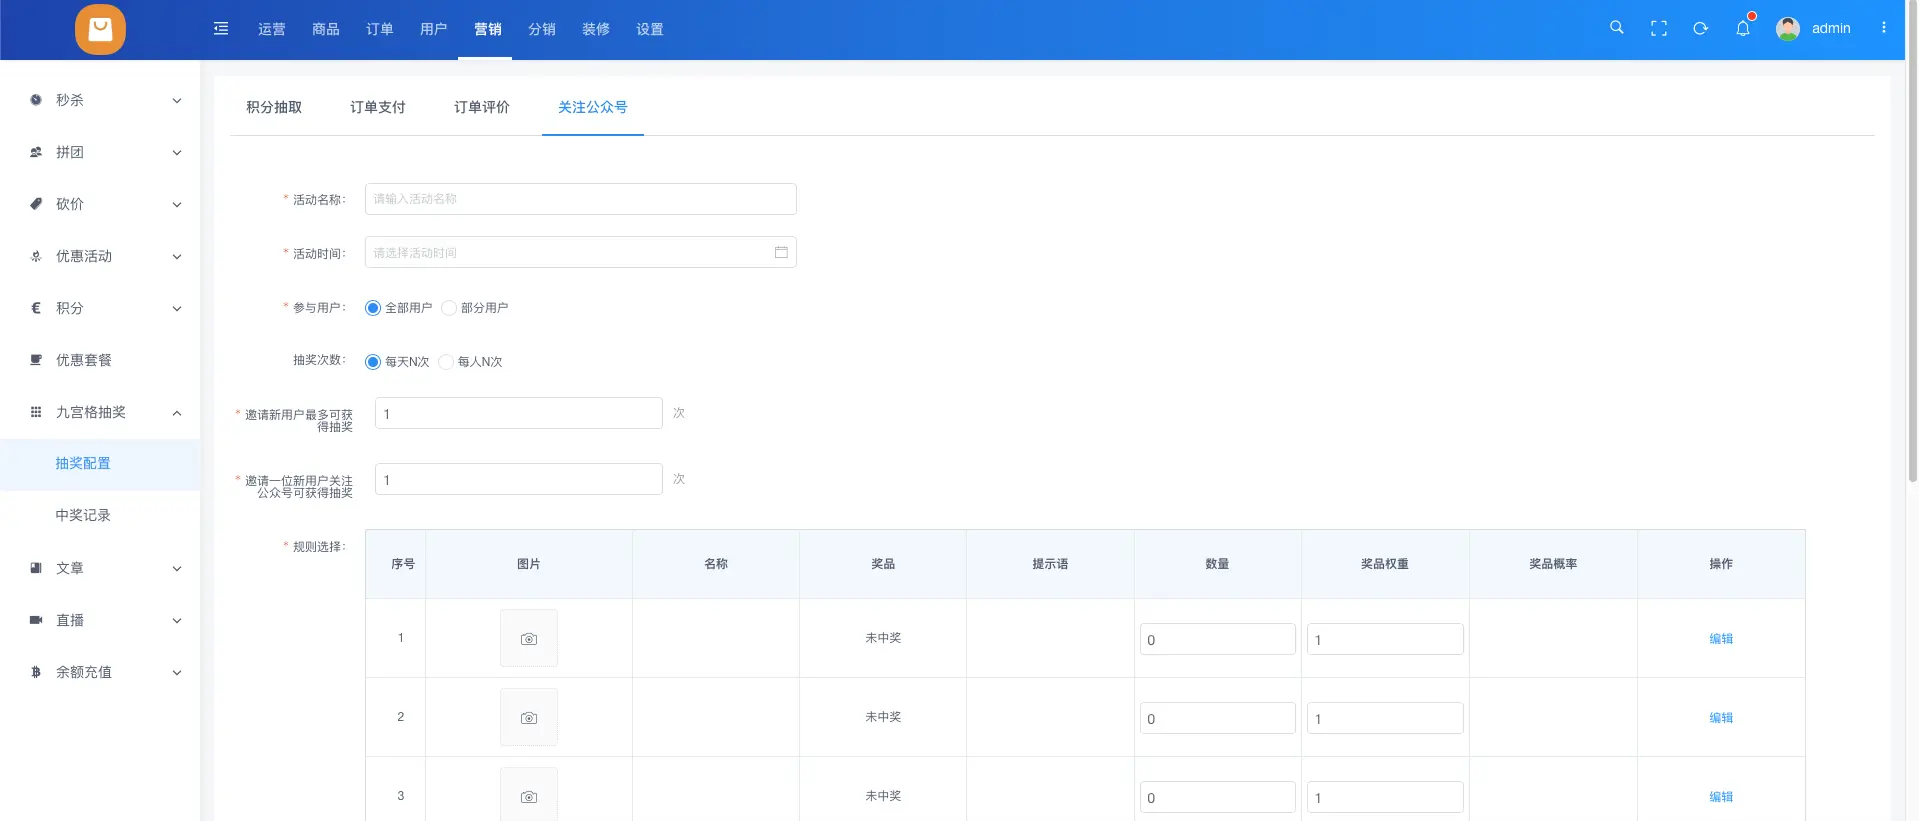 运营 商品 订单 用户 营销 分销 装修 设置 admin
秒杀
拼团
砍价
优惠活动
积分
优惠套餐
九宫格抽奖
抽奖配置
中奖记录
文章
直播
余额充值
积分抽取 订单支付 订单评价 关注公众号
* 活动名称: 请输入活动名称
* 活动时间: 请选择活动时间
* 参与用户: 全部用户 部分用户
抽奖次数: 每天N次 每人N次
* 邀请新用户最多可获
得抽奖
1 次
* 邀请一位新用户关注
公众号可获得抽奖
1 次
* 规则选择:
序号 图片 名称 奖品 提示语 数量 奖品权重 奖品概率 操作
1 未中奖 0 1 编辑
2 未中奖 0 1 编辑
3 未中奖 0 1 编辑